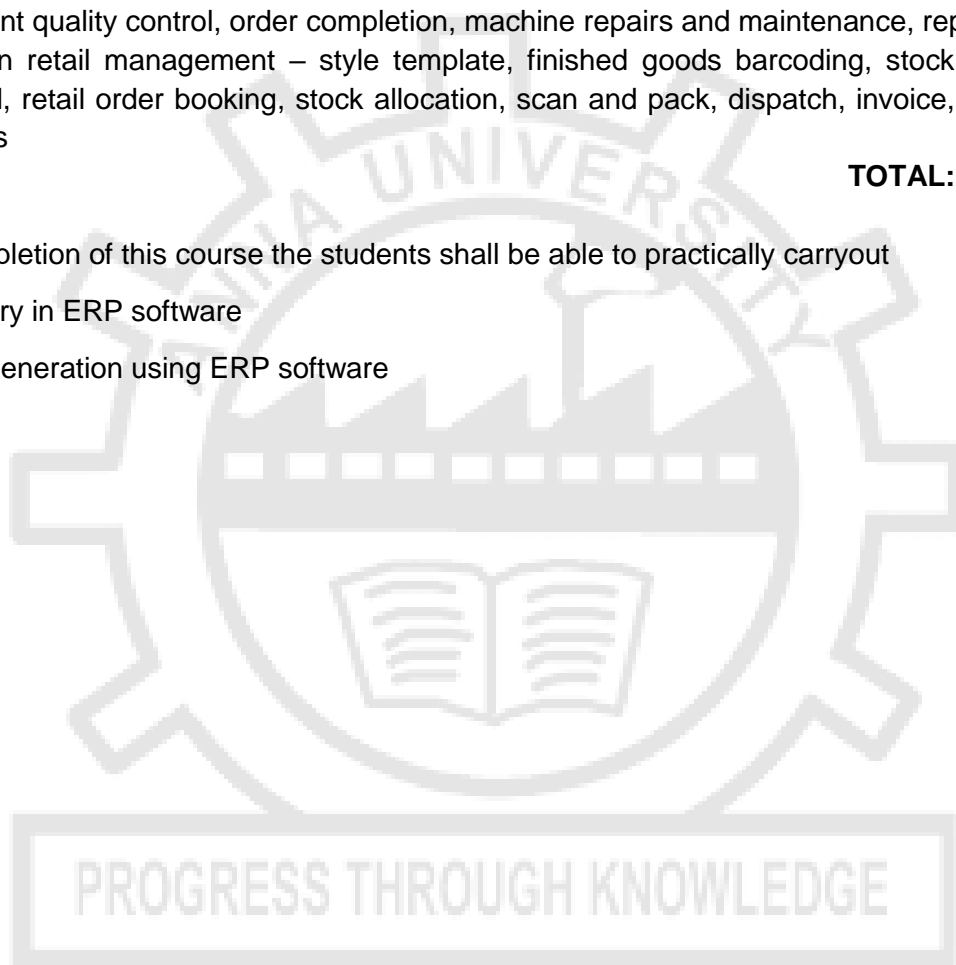 nt quality control, order completion, machine repairs and maintenance, rep
n retail management – style template, finished goods barcoding, stock
, retail order booking, stock allocation, scan and pack, dispatch, invoice,
s
TOTAL:
pletion of this course the students shall be able to practically carryout
ry in ERP software
eneration using ERP software
ANNA UNIVERSITY
PROGRESS THROUGH KNOWLEDGE